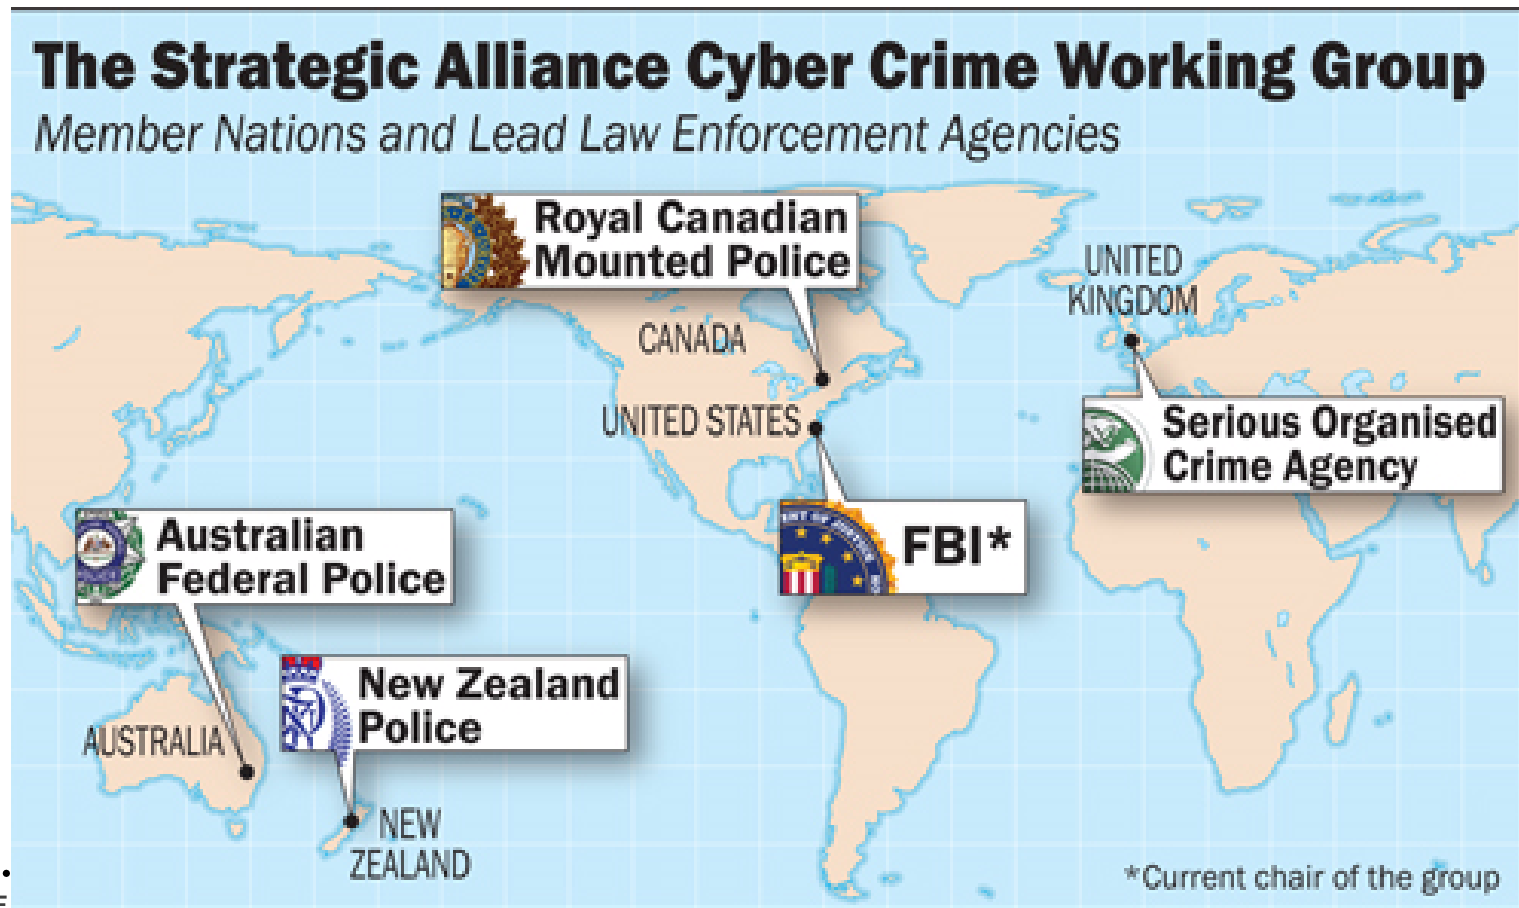 The Strategic Alliance Cyber Crime Working Group
Member Nations and Lead Law Enforcement Agencies
Royal Canadian
Mounted Police
CANADA
UNITED STATES
UNITED
KINGDOM
Serious Organised
Crime Agency
FBI*
Australian
Federal Police
AUSTRALIA
New Zealand
Police
NEW
ZEALAND
*Current chair of the group